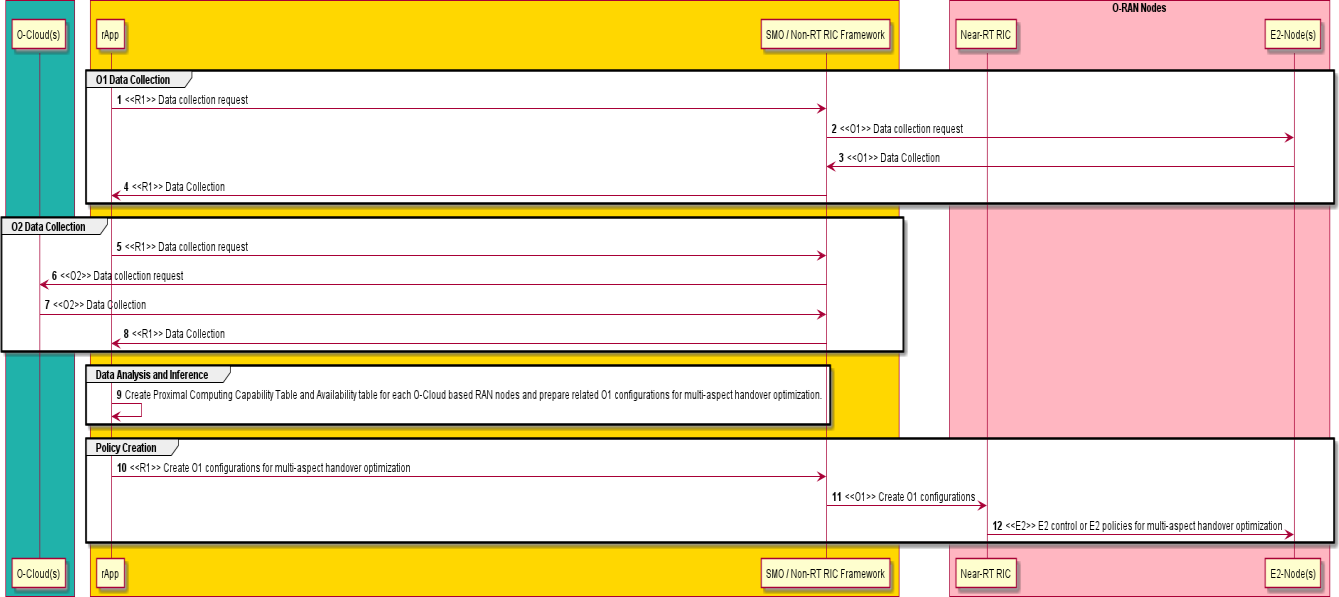 O-RAN Nodes
O-Cloud(s)
rApp
SMO / Non-RT RIC Framework
Near-RT RIC
E2-Node(s)
O1 Data Collection
1 <<R1>> Data collection request
2 <<O1>> Data collection request
3 <<O1>> Data Collection
4 <<R1>> Data Collection
O2 Data Collection
5 <<R1>> Data collection request
6 <<O2>> Data collection request
7 <<O2>> Data Collection
8 <<R1>> Data Collection
Data Analysis and Inference
9 Create Proximal Computing Capability Table and Availability table for each O-Cloud based RAN nodes and prepare related O1 configurations for multi-aspect handover optimization.
Policy Creation
10 <<R1>> Create O1 configurations for multi-aspect handover optimization
11 <<O1>> Create O1 configurations
12 <<E2>> E2 control or E2 policies for multi-aspect handover optimization
O-Cloud(s)
rApp
SMO / Non-RT RIC Framework
Near-RT RIC
E2-Node(s)